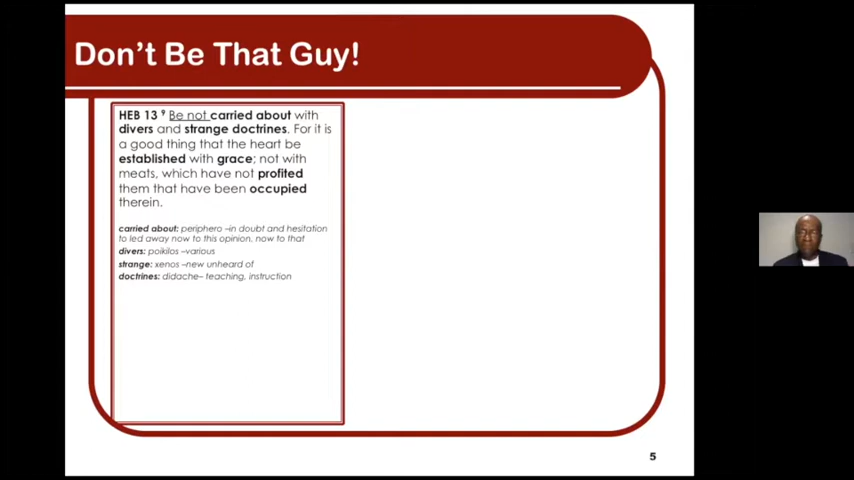 Don't Be That Guy!
HEB 13 9 Be not carried about with
divers and strange doctrines. For it is
a good thing that the heart be
established with grace; not with
meats, which have not profited
them that have been occupied
therein.
carried about: periphero –in doubt and hesitation
to led away now to this opinion, now to that
divers: poikilos –various
strange: xenos –new unheard of
doctrines: didache– teaching, instruction
5